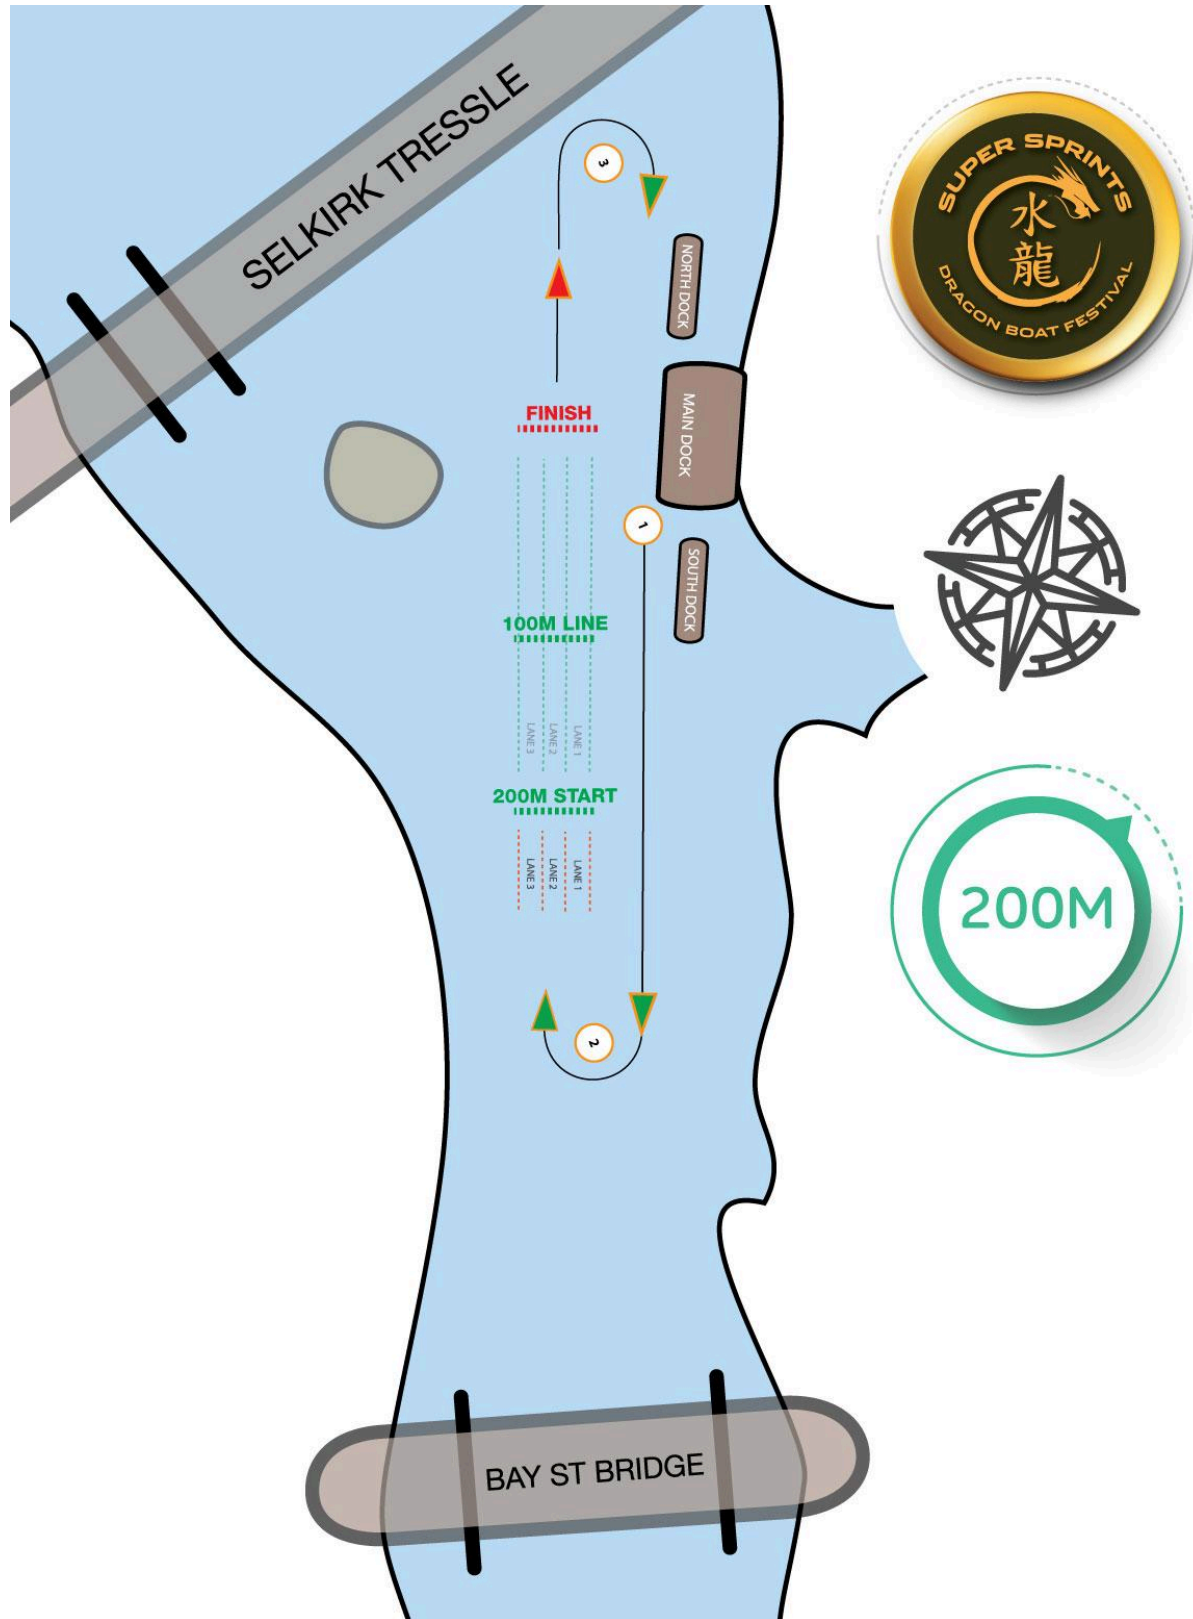 SELKIRK TRESSLE
3
NORTH DOCK
SUPER SPRINTS
水
龍
DRAGON BOAT FESTIVAL
FINISH
MAIN DOCK
1
SOUTH DOCK
100M LINE
LANE 3
LANE 2
LANE 1
200M START
LANE 3
LANE 2
LANE 1
200M
2
BAY ST BRIDGE